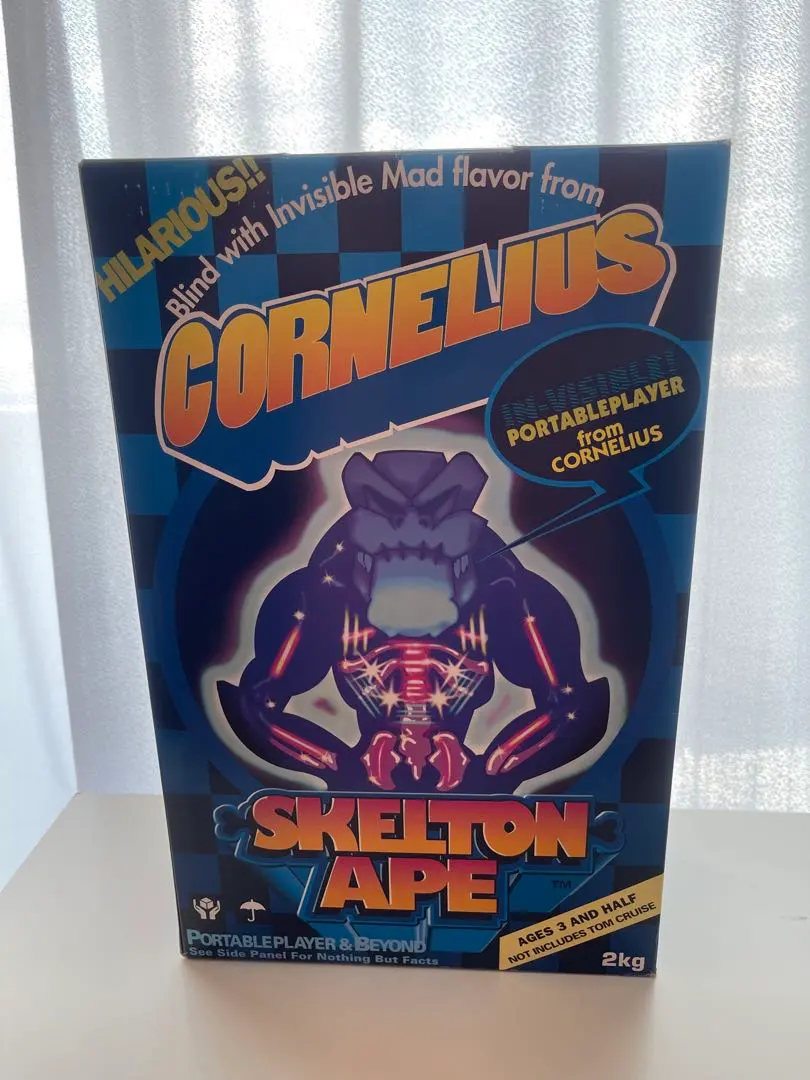 HILARIOUS!!
Blind with Invisible Mad flavor from
CORNELIUS
IN-VISIBLE!
PORTABLEPLAYER
from
CORNELIUS
SKELTON
APE
TM
PORTABLEPLAYER & BEYOND
See Side Panel For Nothing But Facts
AGES 3 AND HALF
NOT INCLUDES TOM CRUISE
2kg